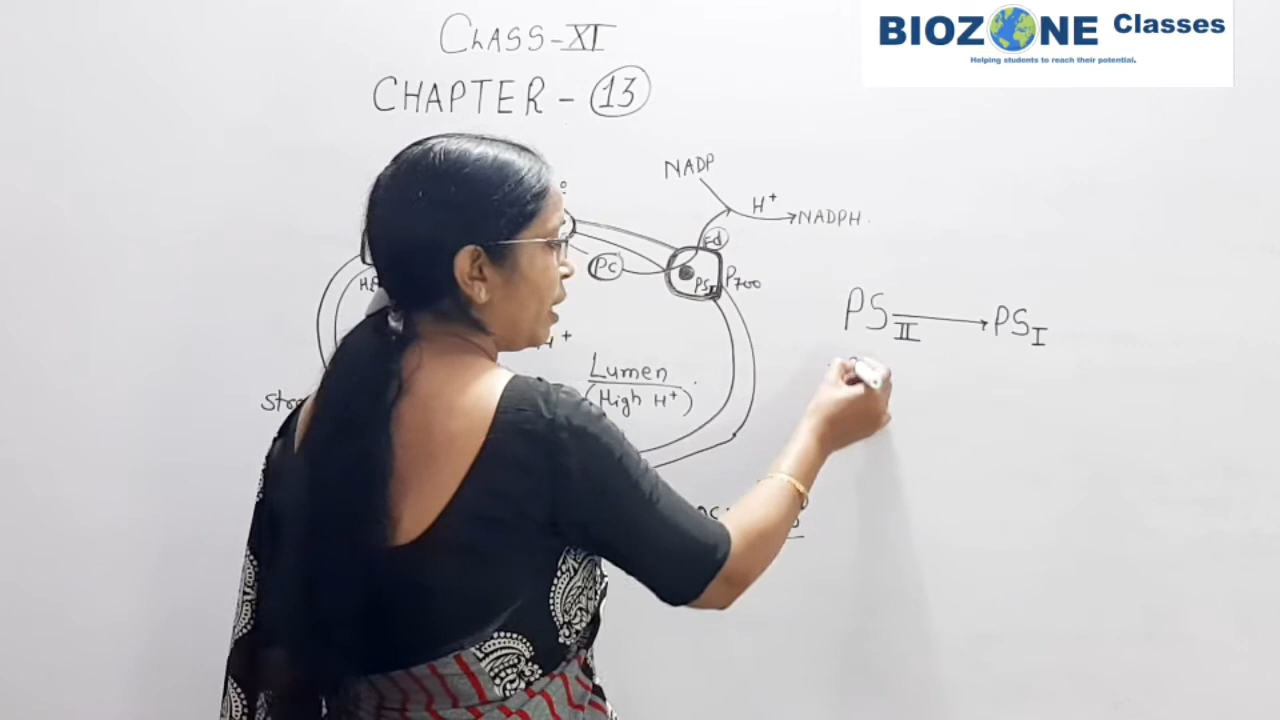 BIOZONE Classes
Helping students to reach their potential.
CLASS-XI
CHAPTER - 13
NADP
H+
NADPH.
Fd
PC
PSI
P700
PSII → PSI
H+
Lumen
(High H+)